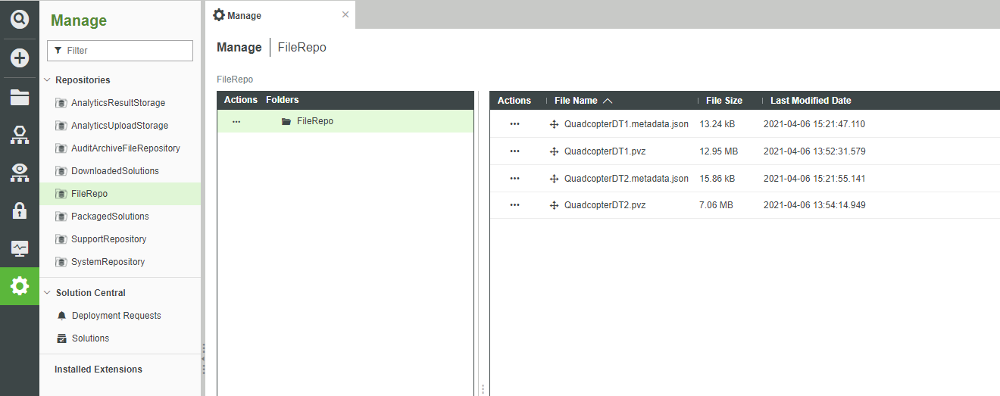 Manage
Filter
Repositories
AnalyticsResultStorage
AnalyticsUploadStorage
AuditArchiveFileRepository
DownloadedSolutions
FileRepo
PackagedSolutions
SupportRepository
SystemRepository
Solution Central
Deployment Requests
Solutions
Installed Extensions
Manage
Manage FileRepo
FileRepo
Actions Folders
FileRepo
Actions File Name File Size Last Modified Date
QuadcopterDT1.metadata.json 13.24 kB 2021-04-06 15:21:47.110
QuadcopterDT1.pvz 12.95 MB 2021-04-06 13:52:31.579
QuadcopterDT2.metadata.json 15.86 kB 2021-04-06 15:21:55.141
QuadcopterDT2.pvz 7.06 MB 2021-04-06 13:54:14.949